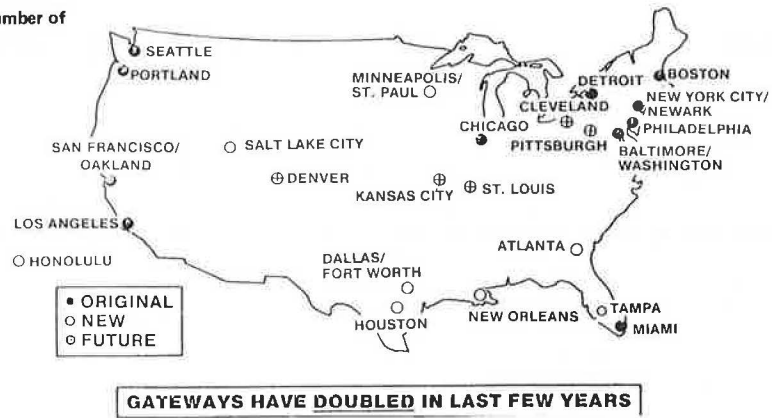 umber of
SEATTLE
PORTLAND
MINNEAPOLIS/
ST. PAUL
DETROIT
BOSTON
CLEVELAND
NEW YORK CITY/
NEWARK
CHICAGO
PITTSBURGH
PHILADELPHIA
BALTIMORE/
WASHINGTON
SAN FRANCISCO/
OAKLAND
SALT LAKE CITY
DENVER
KANSAS CITY
ST. LOUIS
LOS ANGELES
HONOLULU
DALLAS/
FORT WORTH
ATLANTA
HOUSTON
NEW ORLEANS
TAMPA
MIAMI
ORIGINAL
NEW
FUTURE
GATEWAYS HAVE DOUBLED IN LAST FEW YEARS